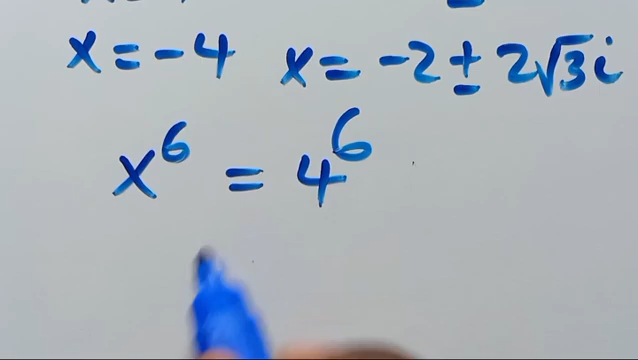 x = -4 x = -2 ± 2√3i
x⁶ = 4⁶